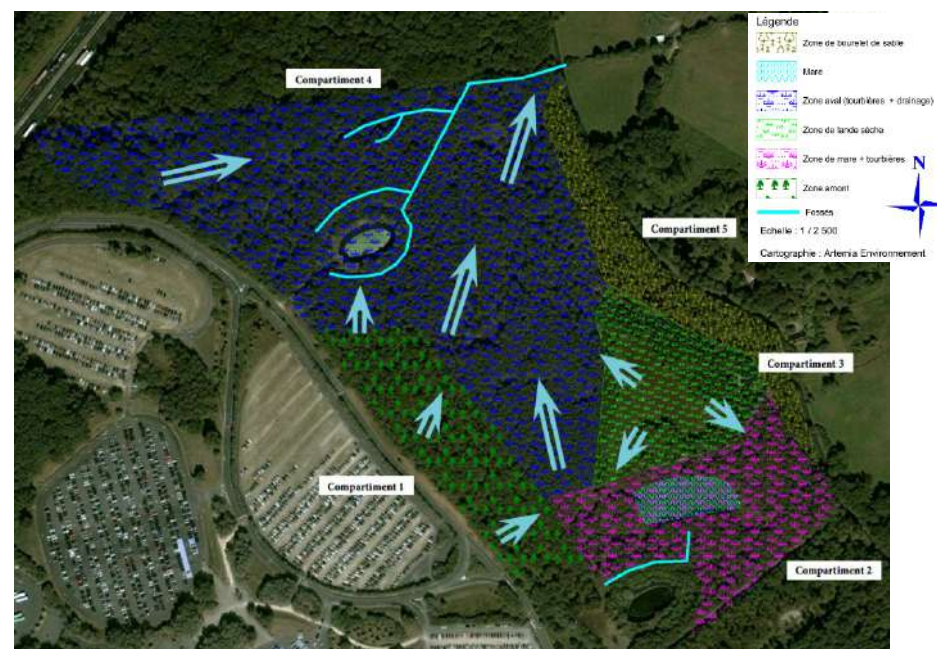 Légende
Zone de bourelet de sable
Mare
Zone aval (tourbières + drainage)
Zone de lande sèche
Zone de mare + tourbières
Zone amont
Fossés
Echelle : 1 / 2 500
Cartographie : Artemia Environnement
N
Compartiment 4
Compartiment 5
Compartiment 3
Compartiment 1
Compartiment 2